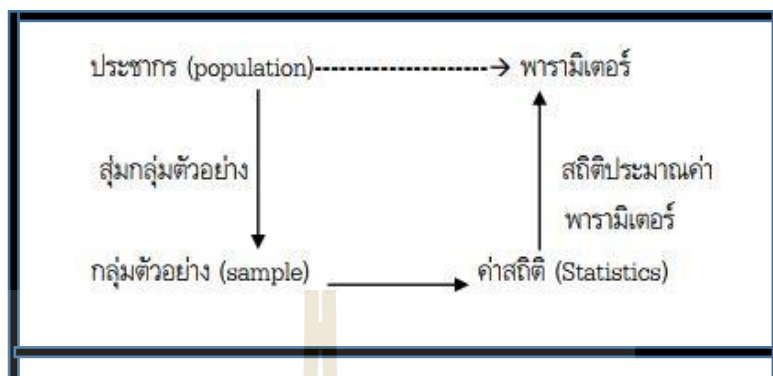 ประชากร (population)----------------------→ พารามิเตอร์
สุ่มกลุ่มตัวอย่าง
สถิติประมาณค่า
พารามิเตอร์
กลุ่มตัวอย่าง (sample)
ค่าสถิติ (Statistics)